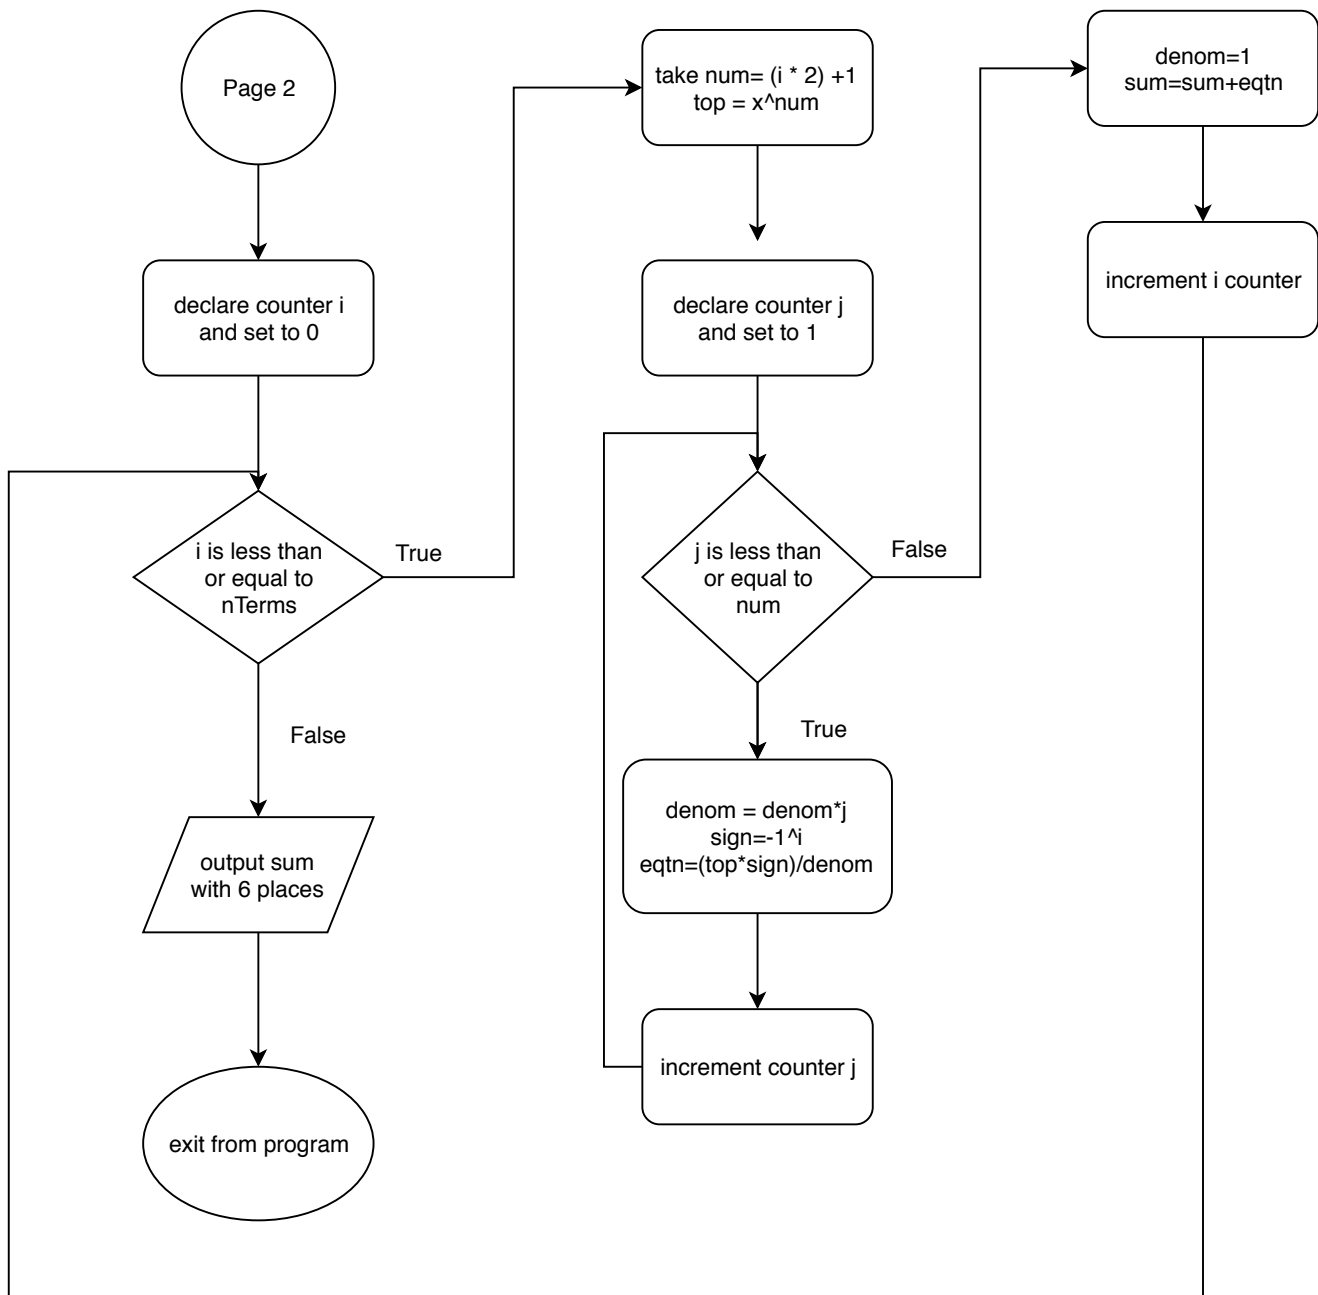 Page 2
declare counter i
and set to 0
i is less than
or equal to
nTerms
True
False
output sum
with 6 places
exit from program
take num= (i * 2) +1
top = x^num
declare counter j
and set to 1
j is less than
or equal to
num
False
True
denom = denom*j
sign=-1^i
eqtn=(top*sign)/denom
increment counter j
denom=1
sum=sum+eqtn
increment i counter